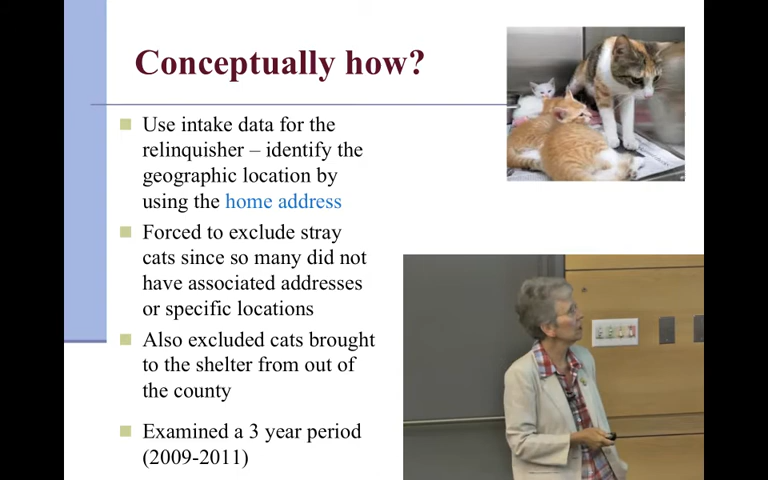 Conceptually how?
Use intake data for the
relinquisher – identify the
geographic location by
using the home address
Forced to exclude stray
cats since so many did not
have associated addresses
or specific locations
Also excluded cats brought
to the shelter from out of
the county
Examined a 3 year period
(2009-2011)